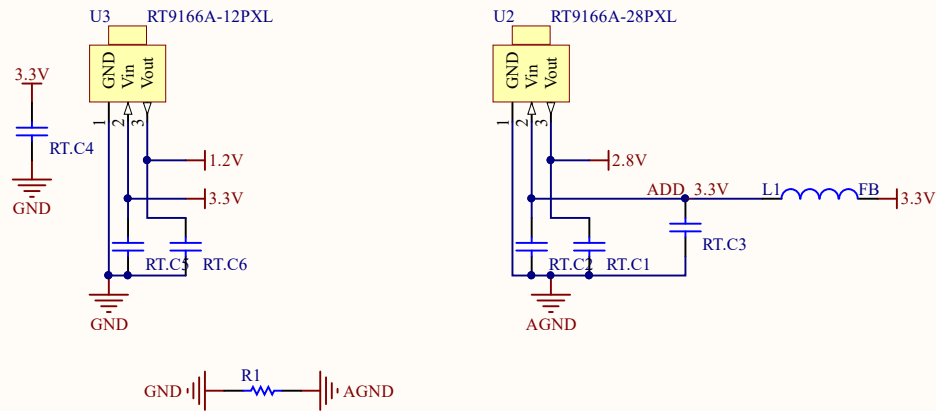 U3 RT9166A-12PXL
GND
Vin
Vout
1
2
3
3.3V
RT.C4
GND
1.2V
3.3V
RT.C5
RT.C6
GND
U2 RT9166A-28PXL
GND
Vin
Vout
1
2
3
2.8V
ADD_3.3V
L1
FB
3.3V
RT.C3
RT.C2
RT.C1
AGND
R1
GND
AGND